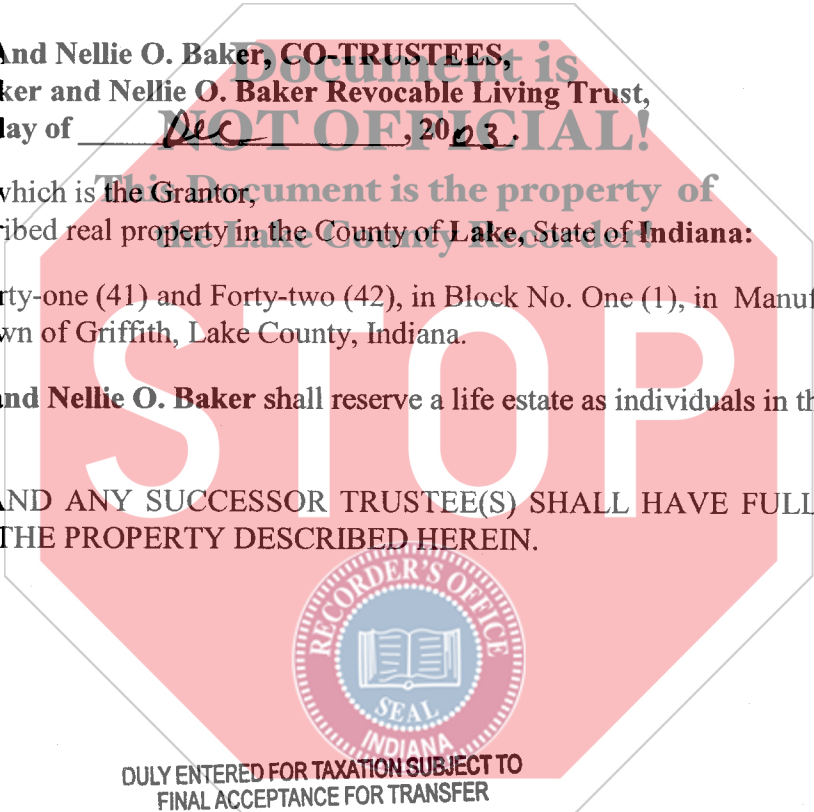 And Nellie O. Baker, CO-TRUSTEES,
Document is
ker and Nellie O. Baker Revocable Living Trust,
day of Dec, 2003.
NOT OFFICIAL!
This Document is the property of
which is the Grantor,
the Lake County Recorder!
ribed real property in the County of Lake, State of Indiana:
rty-one (41) and Forty-two (42), in Block No. One (1), in Manuf
wn of Griffith, Lake County, Indiana.
STOP
and Nellie O. Baker shall reserve a life estate as individuals in th
AND ANY SUCCESSOR TRUSTEE(S) SHALL HAVE FULL
THE PROPERTY DESCRIBED HEREIN.
RECORDER'S OFFICE
SEAL
INDIANA
DULY ENTERED FOR TAXATION SUBJECT TO
FINAL ACCEPTANCE FOR TRANSFER